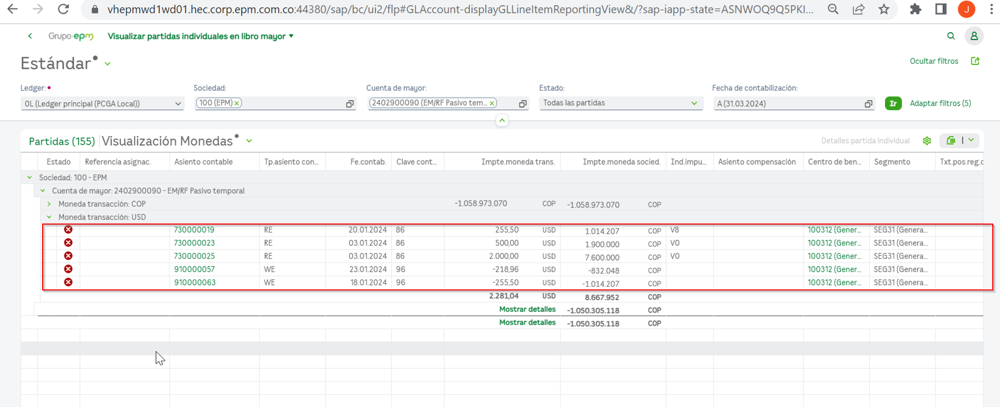 vhepmwd1wd01.hec.corp.epm.com.co:44380/sap/bc/ui2/flp#GLAccount-displayGLLineItemReportingView&/?sap-iapp-state=ASNWOQ9Q5PKI...
J
Grupo·epm Visualizar partidas individuales en libro mayor
Estándar*
Ocultar filtros
Ledger: Sociedad: Cuenta de mayor: Estado: Fecha de contabilización:
0L (Ledger principal (PCGA Local)) 100 (EPM) 2402900090 (EM/RF Pasivo tem... Todas las partidas A (31.03.2024) Ir Adaptar filtros (5)
Partidas (155) Visualización Monedas* Detalles partida individual
Estado Referencia asignac. Asiento contable Tp.asiento con... Fe.contab. Clave cont... Impte.moneda trans. Impte.moneda socied. Ind.impu... Asiento compensación Centro de ben... Segmento Txt.pos.reg.c
Sociedad: 100 - EPM
Cuenta de mayor: 2402900090 - EM/RF Pasivo temporal
Moneda transacción: COP -1.058.973.070 COP -1.058.973.070 COP
Moneda transacción: USD
730000019 RE 20.01.2024 86 255,50 USD 1.014.207 COP V8 100312 (Gener... SEG31 (Genera...
730000023 RE 03.01.2024 86 500,00 USD 1.900.000 COP V0 100312 (Gener... SEG31 (Genera...
730000025 RE 03.01.2024 86 2.000,00 USD 7.600.000 COP V0 100312 (Gener... SEG31 (Genera...
910000057 WE 23.01.2024 96 -218,96 USD -832.048 COP 100312 (Gener... SEG31 (Genera...
910000063 WE 18.01.2024 96 -255,50 USD -1.014.207 COP 100312 (Gener... SEG31 (Genera...
2.281,04 USD 8.667.952 COP
Mostrar detalles -1.050.305.118 COP
Mostrar detalles -1.050.305.118 COP